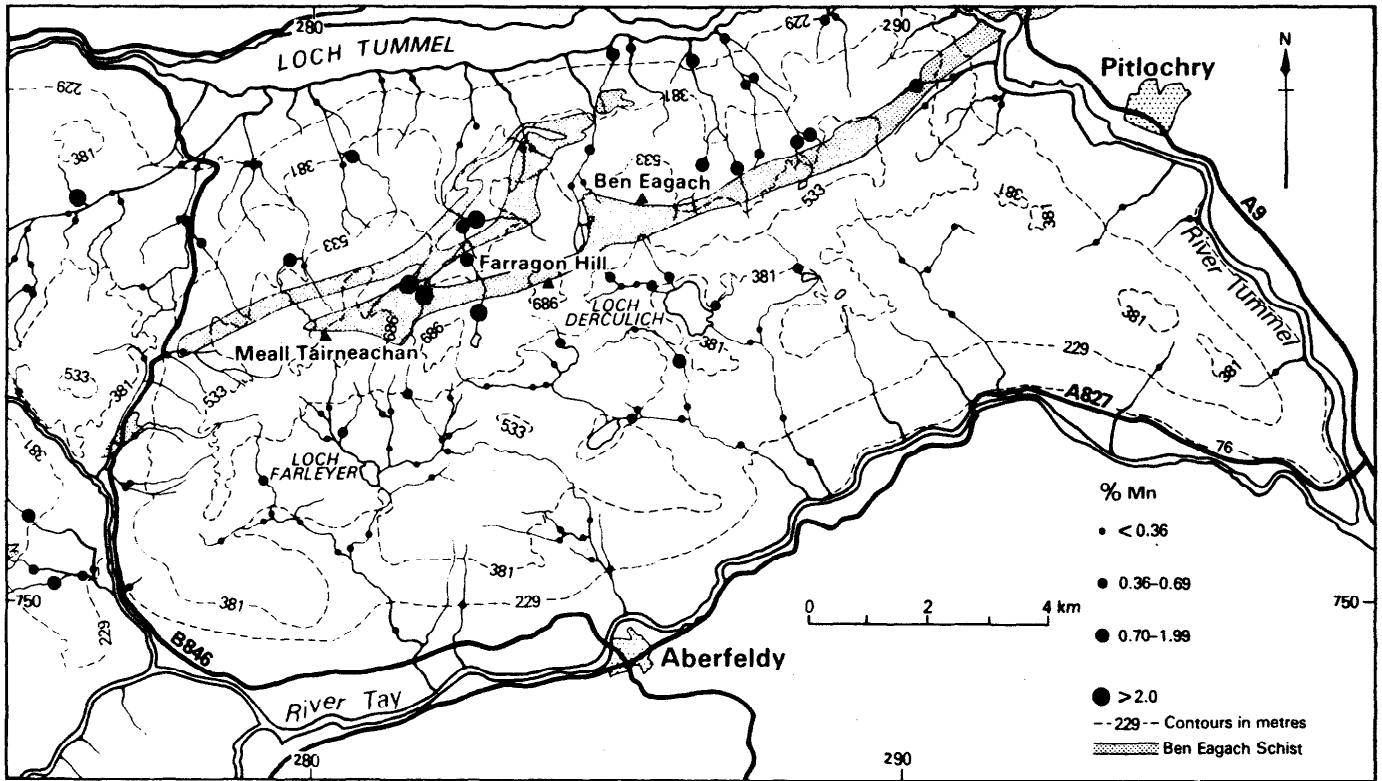 280
290
229
LOCH TUMMEL
N
Pitlochry
229
381
381
381
533
Ben Eagach
533
381
381
A9
533
River Tummel
Farragon Hill
381
686
LOCH DERCULICH
686
686
381
381
Meall Tairneachan
229
381
533
381
533
A827
533
76
381
LOCH FARLEYER
% Mn
< 0.36
381
0.36-0.69
750
381
229
0 2 4 km
750
229
0.70-1.99
B846
Aberfeldy
> 2.0
River Tay
229 Contours in metres
Ben Eagach Schist
280
290